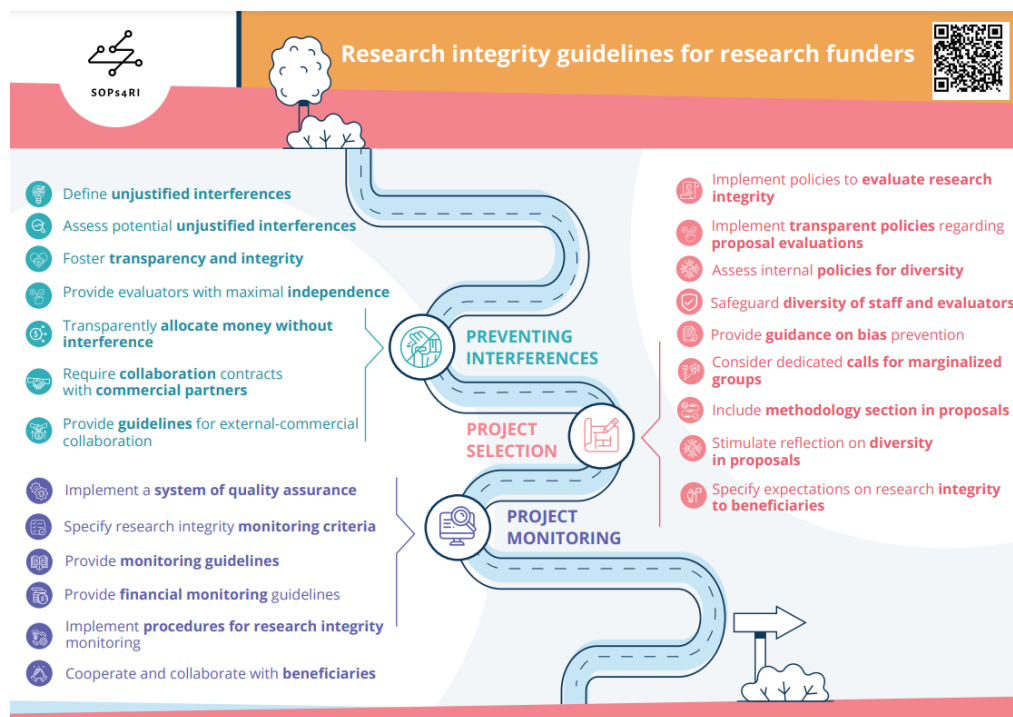 SOPs4RI
Research integrity guidelines for research funders
Define unjustified interferences
Assess potential unjustified interferences
Foster transparency and integrity
Provide evaluators with maximal independence
Transparently allocate money without
interference
Require collaboration contracts
with commercial partners
Provide guidelines for external-commercial
collaboration
PREVENTING
INTERFERENCES
Implement policies to evaluate research
integrity
Implement transparent policies regarding
proposal evaluations
Assess internal policies for diversity
Safeguard diversity of staff and evaluators
Provide guidance on bias prevention
Consider dedicated calls for marginalized
groups
Include methodology section in proposals
Stimulate reflection on diversity
in proposals
Specify expectations on research integrity
to beneficiaries
PROJECT
SELECTION
Implement a system of quality assurance
Specify research integrity monitoring criteria
Provide monitoring guidelines
Provide financial monitoring guidelines
Implement procedures for research integrity
monitoring
Cooperate and collaborate with beneficiaries
PROJECT
MONITORING